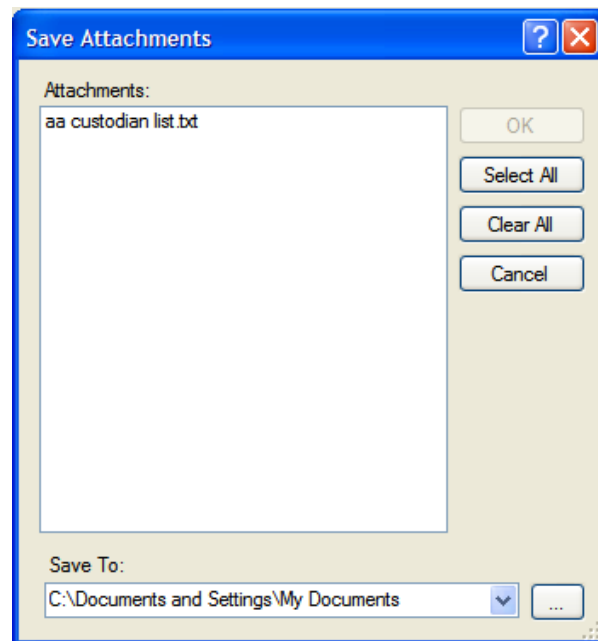 Save Attachments
?
Attachments:
aa custodian list.txt
OK
Select All
Clear All
Cancel
Save To:
C:\Documents and Settings\My Documents
...